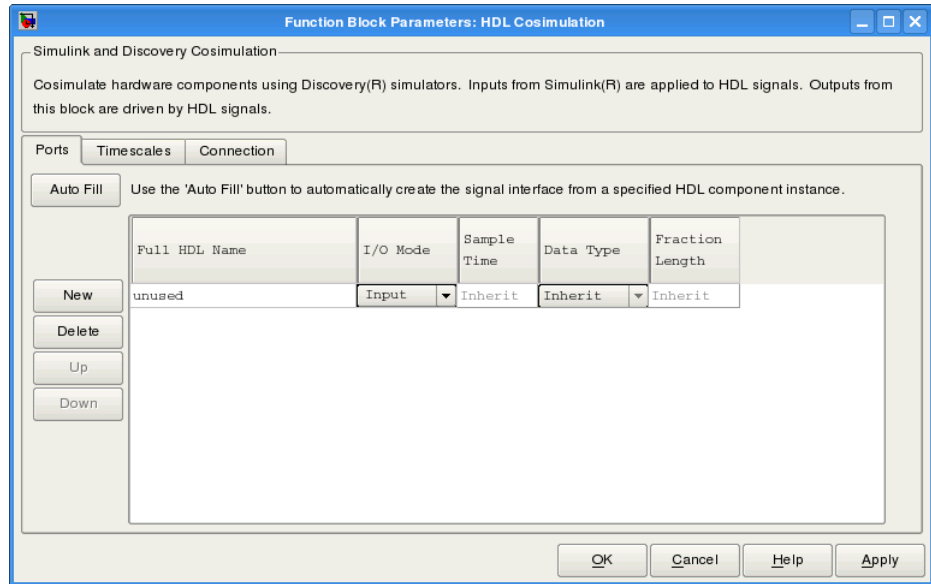 Function Block Parameters: HDL Cosimulation
Simulink and Discovery Cosimulation
Cosimulate hardware components using Discovery(R) simulators. Inputs from Simulink(R) are applied to HDL signals. Outputs from
this block are driven by HDL signals.
Ports Timescales Connection
Auto Fill Use the 'Auto Fill' button to automatically create the signal interface from a specified HDL component instance.
Full HDL Name I/O Mode Sample Time Data Type Fraction Length
New unused Input Inherit Inherit Inherit
Delete
Up
Down
OK Cancel Help Apply